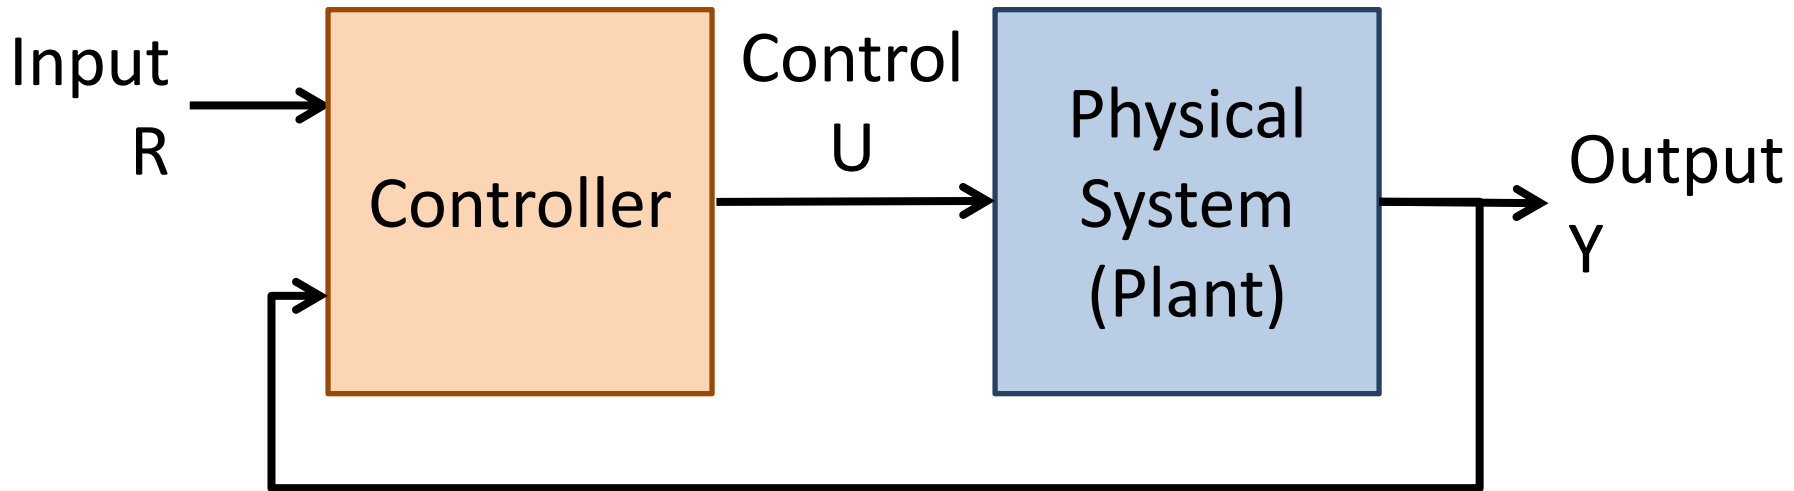 Input
R
Controller
Control
U
Physical
System
(Plant)
Output
Y